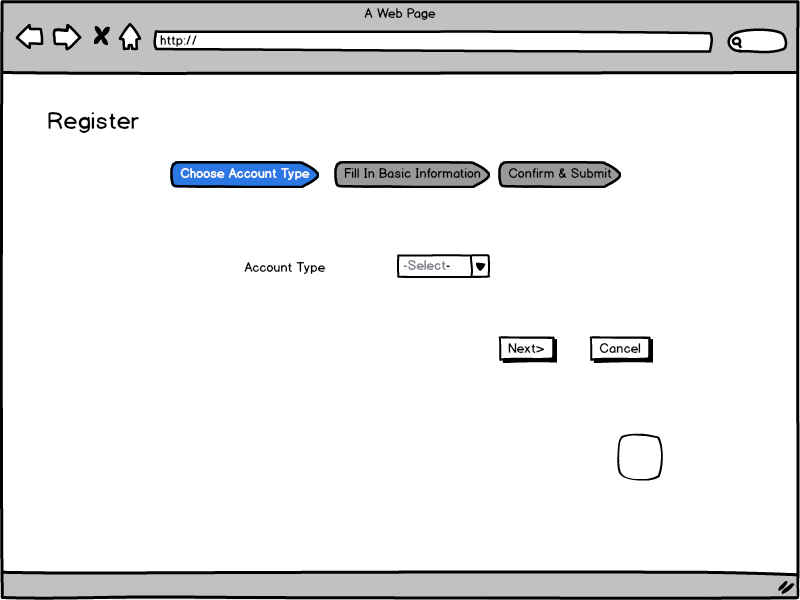 A Web Page
http://
Register
Choose Account Type
Fill In Basic Information
Confirm & Submit
Account Type
-Select-
Next>
Cancel